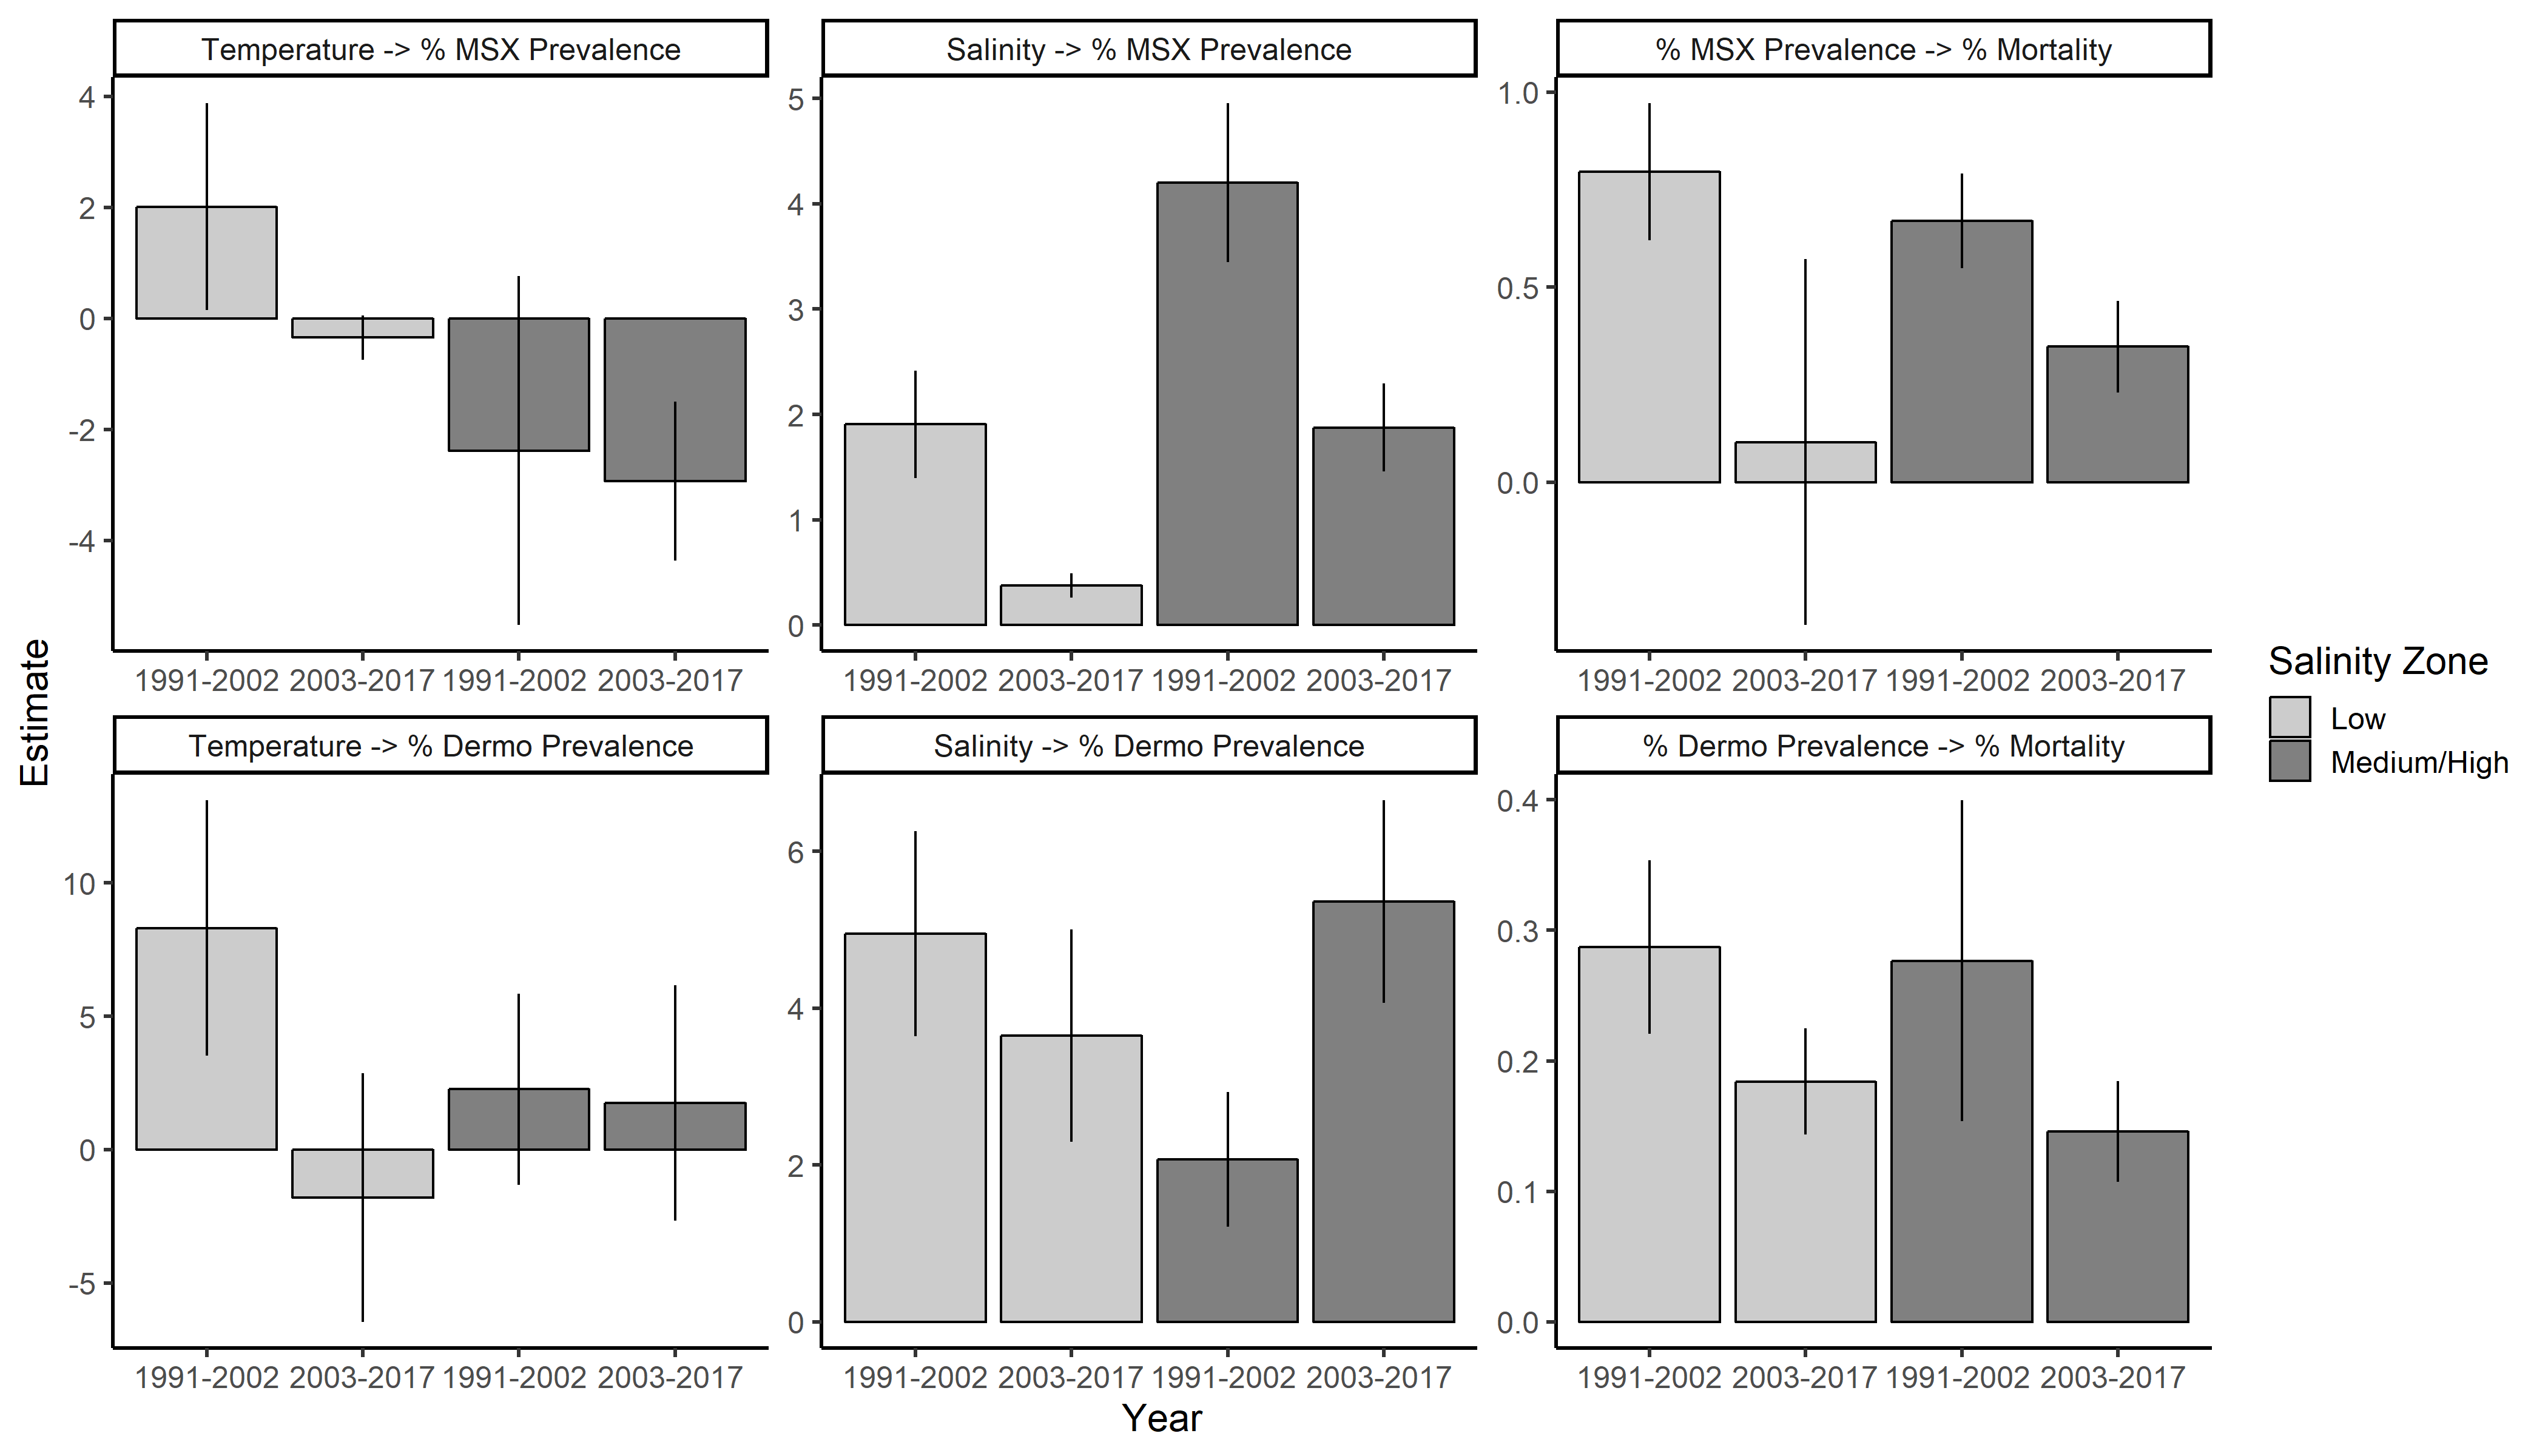 Temperature -> % MSX Prevalence
Salinity -> % MSX Prevalence
% MSX Prevalence -> % Mortality
4
2
0
-2
-4
5
4
3
2
1
0
1.0
0.5
0.0
1991-2002 2003-2017 1991-2002 2003-2017
1991-2002 2003-2017 1991-2002 2003-2017
1991-2002 2003-2017 1991-2002 2003-2017
Estimate
Temperature -> % Dermo Prevalence
Salinity -> % Dermo Prevalence
% Dermo Prevalence -> % Mortality
10
5
0
-5
6
4
2
0
0.4
0.3
0.2
0.1
0.0
1991-2002 2003-2017 1991-2002 2003-2017
1991-2002 2003-2017 1991-2002 2003-2017
1991-2002 2003-2017 1991-2002 2003-2017
Year
Salinity Zone
Low
Medium/High